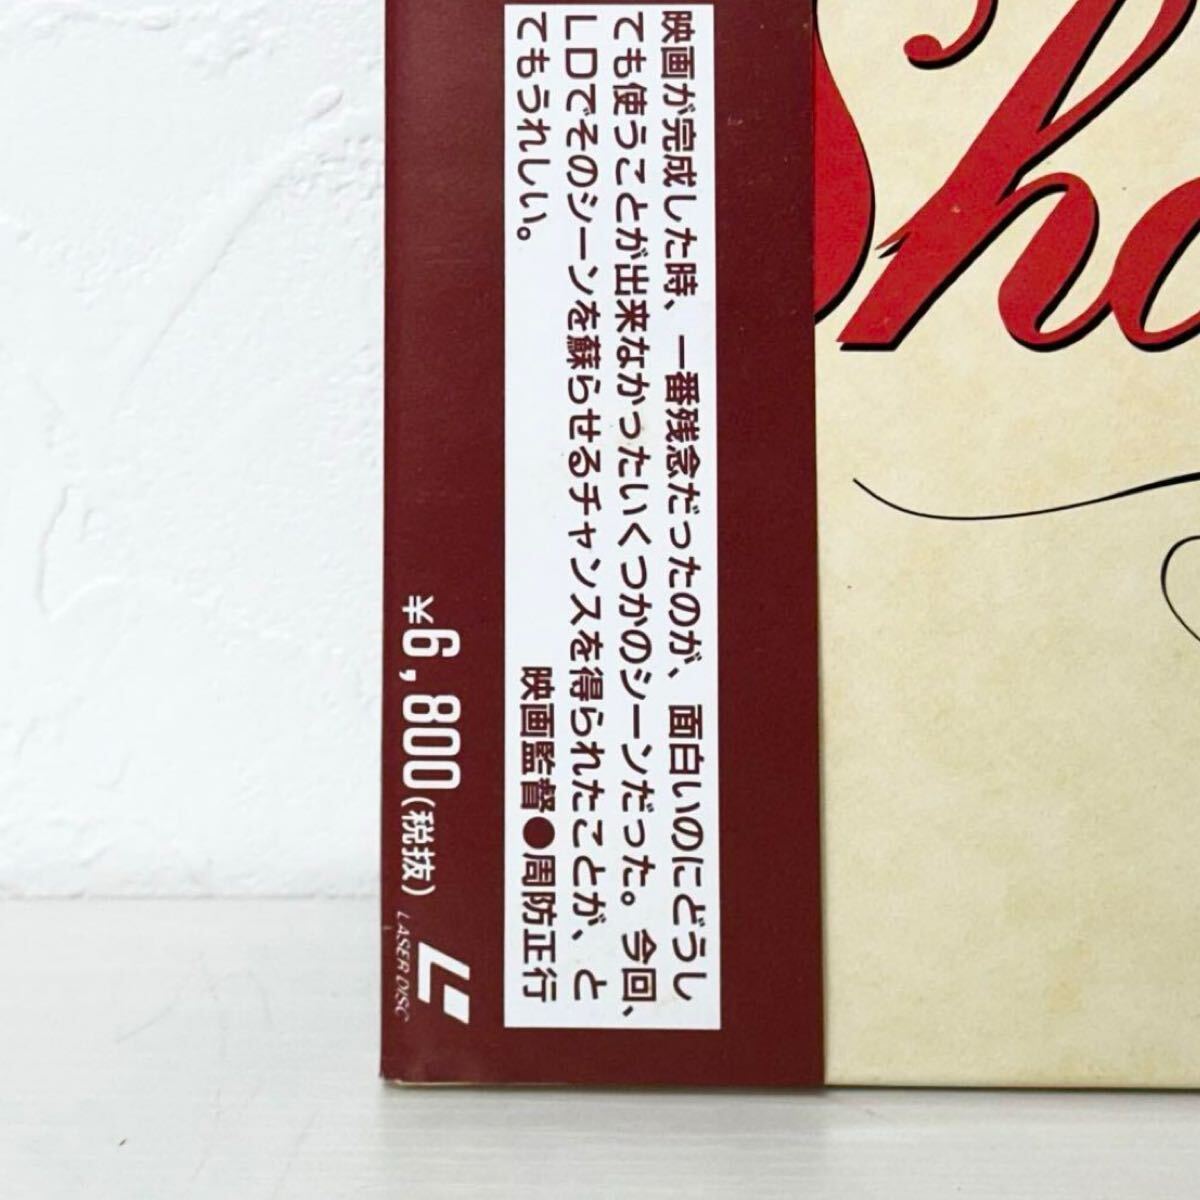 映画が完成した時、一番残念だったのが、面白いのにどうし
ても使うことが出来なかったいくつかのシーンだった。今回、
LDでそのシーンを蘇らせるチャンスを得られたことが、と
てもうれしい。
映画監督●周防正行
¥6,800(税抜)
LASER DISC
Sha